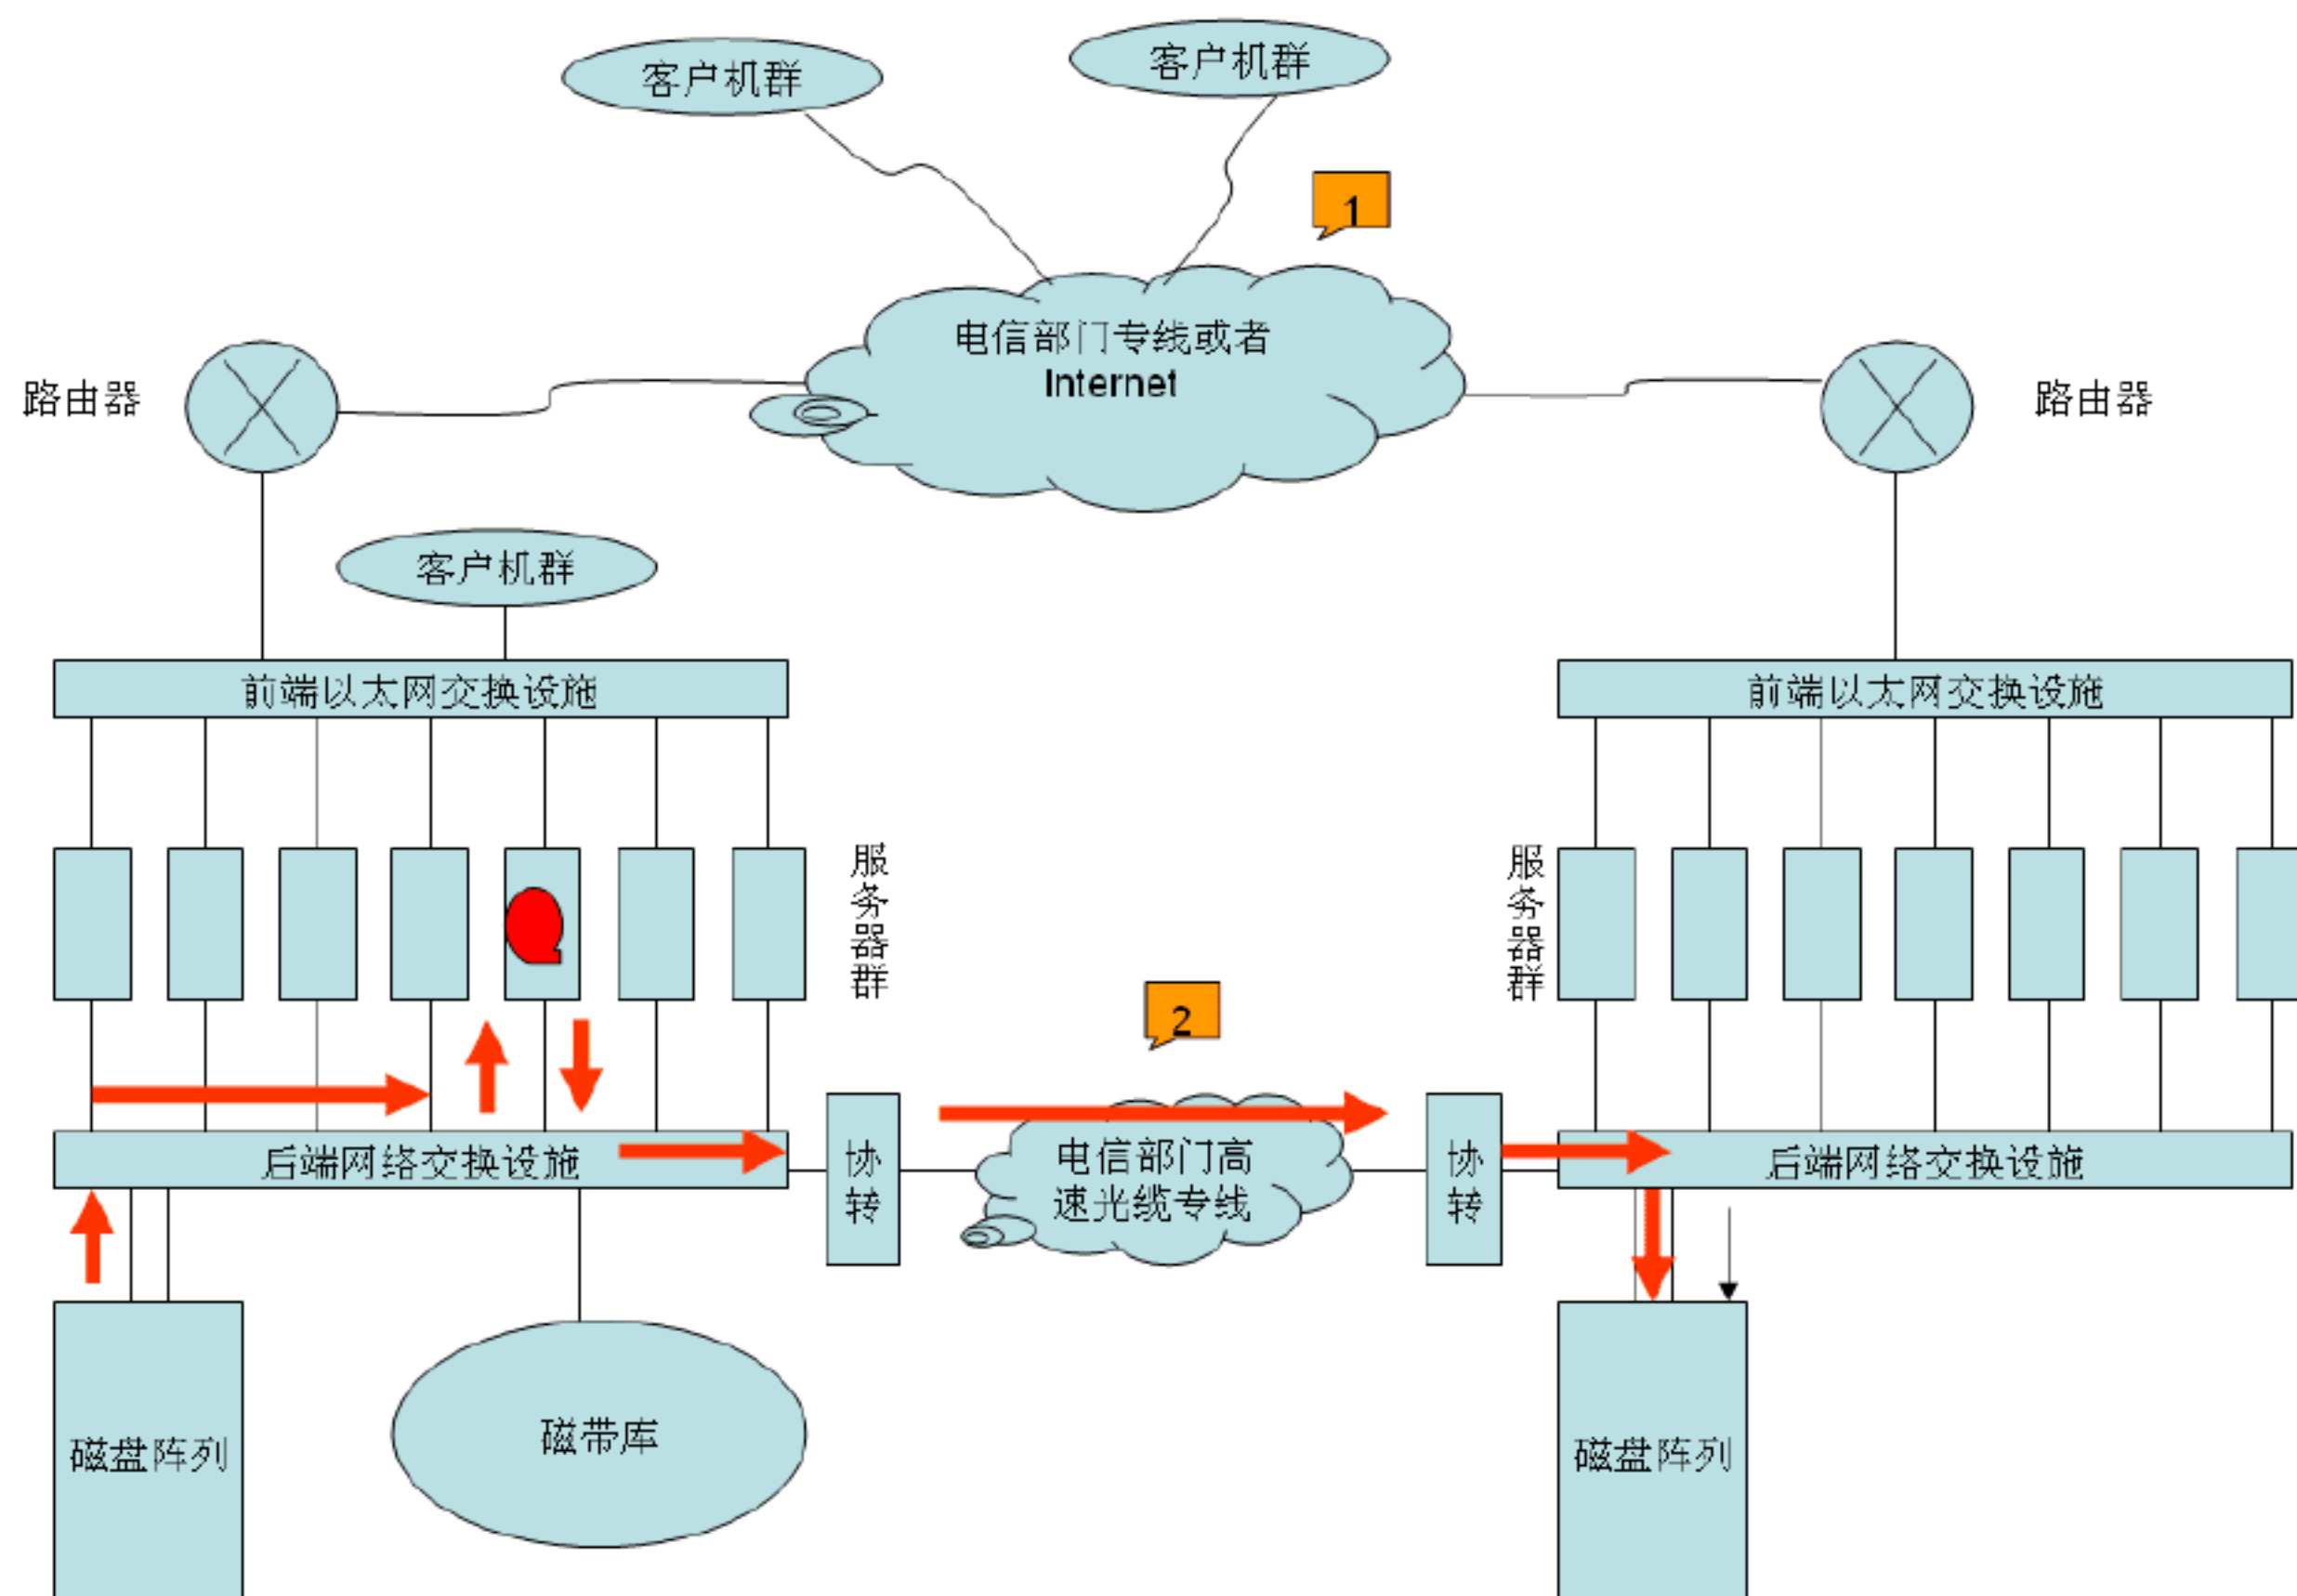 客户机群
客户机群
1
电信部门专线或者
Internet
路由器
路由器
客户机群
前端以太网交换设施
前端以太网交换设施
服务器群
服务器群
2
后端网络交换设施
协转
电信部门高
速光缆专线
协转
后端网络交换设施
磁盘阵列
磁带库
磁盘阵列